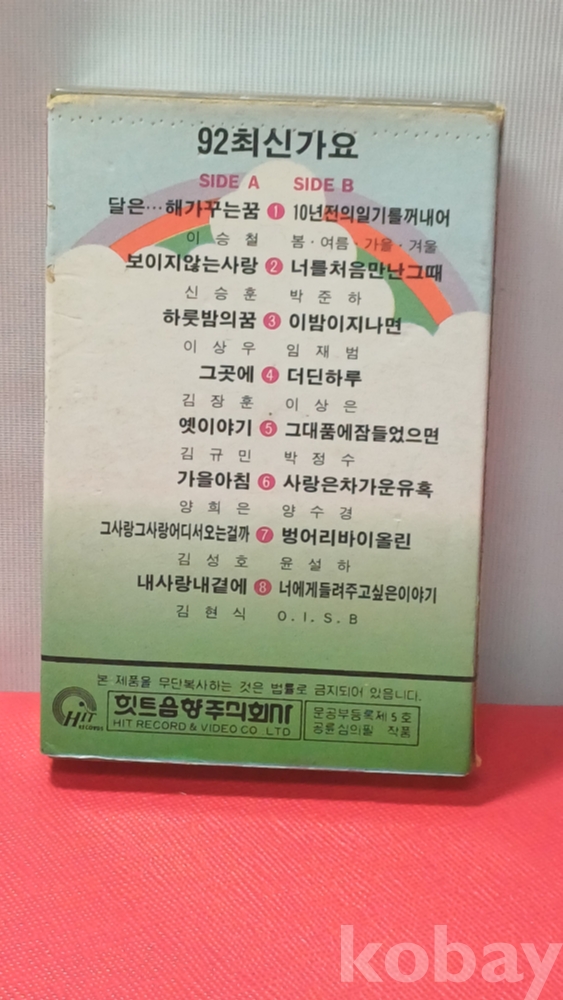 92최신가요
SIDE A SIDE B
달은…해가꾸는꿈 1 10년전의일기를꺼내어
이승철 봄·여름·가을·겨울
보이지않는사랑 2 너를처음만난그때
신승훈 박준하
하룻밤의꿈 3 이밤이지나면
이상우 임재범
그곳에 4 더딘하루
김장훈 이상은
옛이야기 5 그대품에잠들었으면
김규민 박정수
가을아침 6 사랑은차가운유혹
양희은 양수경
그사랑그사랑어디서오는걸까 7 벙어리바이올린
김성호 윤설하
내사랑내곁에 8 너에게들려주고싶은이야기
김현식 O.I.S.B
본 제품을 무단복사하는 것은 법률로 금지되어 있읍니다.
HIT RECORDS
힛트음향주식회사
HIT RECORD & VIDEO CO. LTD
문공부등록제5호
공륜심의필 작품
kobay